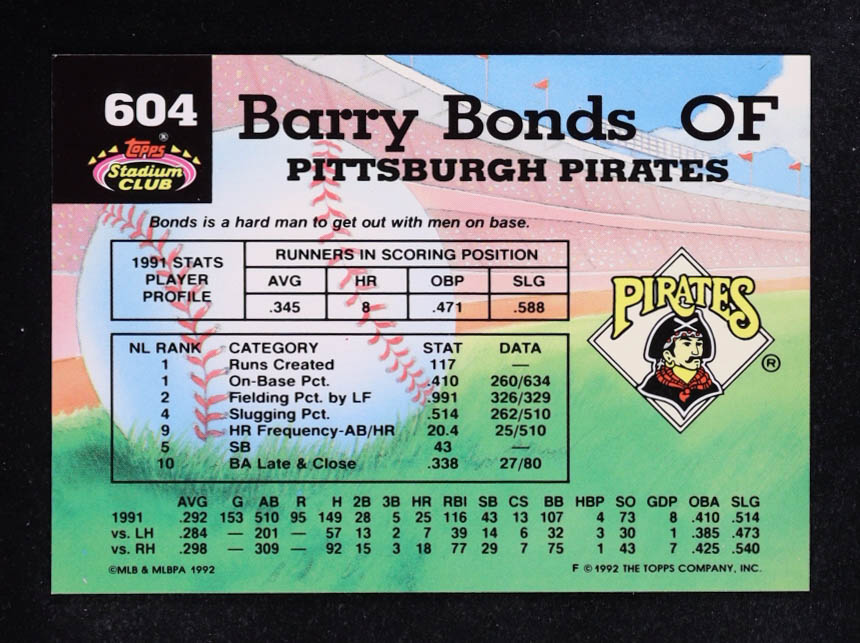 604
Barry Bonds OF
Topps®
Stadium
CLUB
PITTSBURGH PIRATES
Bonds is a hard man to get out with men on base.
1991 STATS PLAYER PROFILE
RUNNERS IN SCORING POSITION
AVG HR OBP SLG
.345 8 .471 .588
PIRATES
®
NL RANK CATEGORY STAT DATA
1 Runs Created 117 —
1 On-Base Pct. .410 260/634
2 Fielding Pct. by LF .991 326/329
4 Slugging Pct. .514 262/510
9 HR Frequency-AB/HR 20.4 25/510
5 SB 43 —
10 BA Late & Close .338 27/80
AVG G AB R H 2B 3B HR RBI SB CS BB HBP SO GDP OBA SLG
1991 .292 153 510 95 149 28 5 25 116 43 13 107 4 73 8 .410 .514
vs. LH .284 — 201 — 57 13 2 7 39 14 6 32 3 30 1 .385 .473
vs. RH .298 — 309 — 92 15 3 18 77 29 7 75 1 43 7 .425 .540
©MLB & MLBPA 1992
F © 1992 THE TOPPS COMPANY, INC.